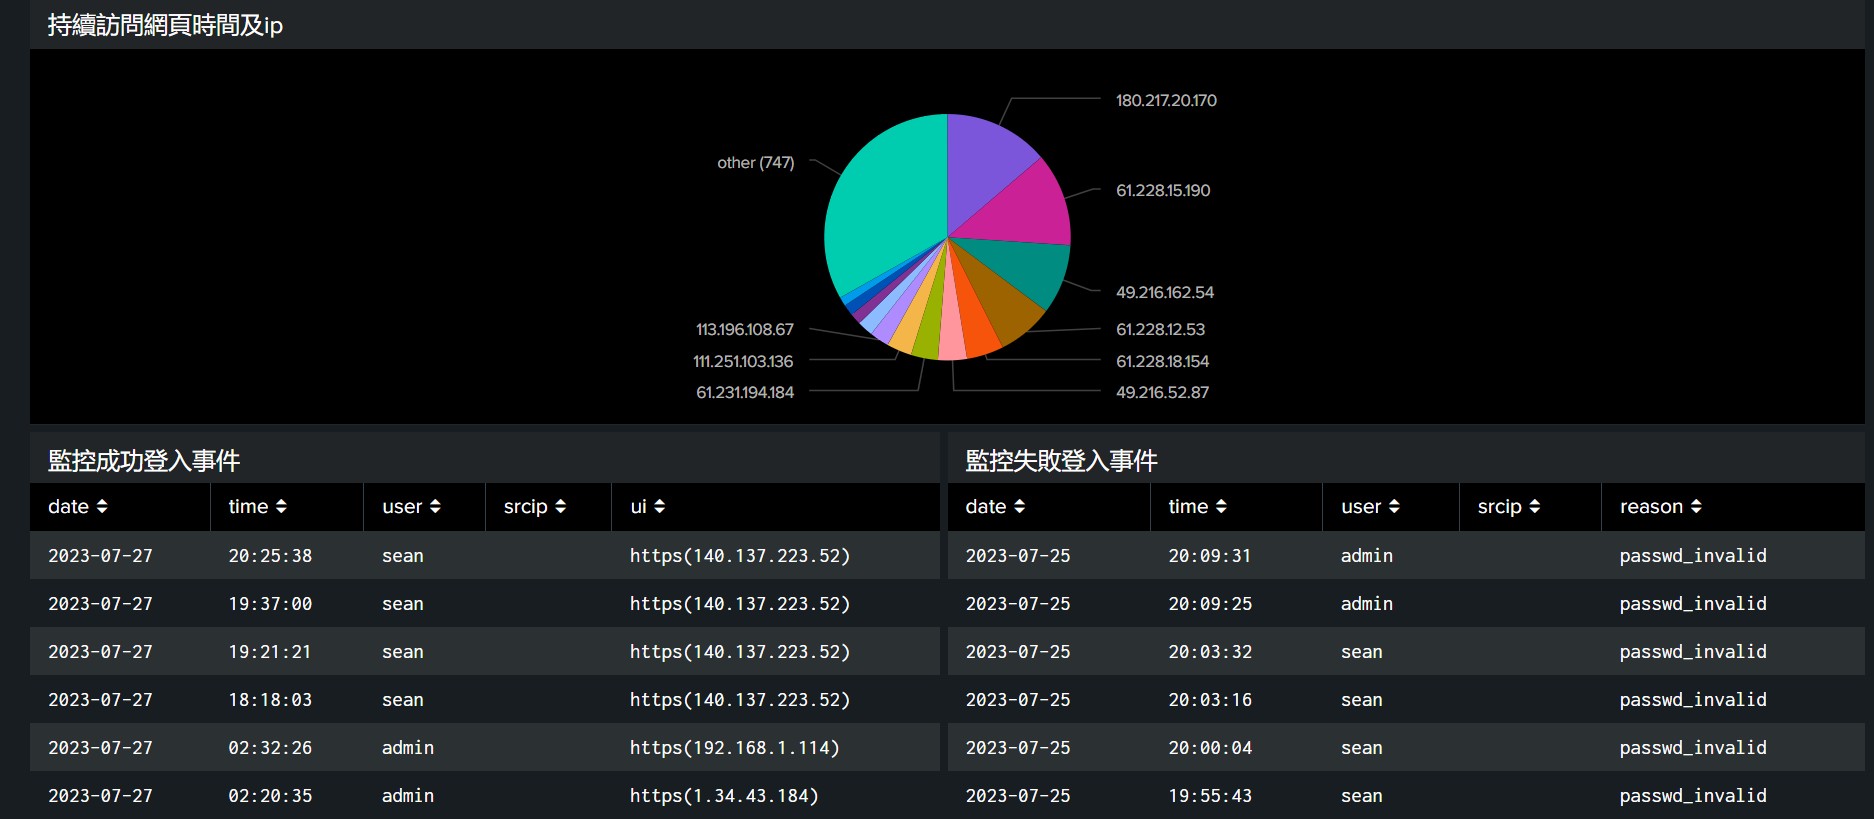 持續訪問網頁時間及ip
180.217.20.170
other (747)
61.228.15.190
49.216.162.54
113.196.108.67
61.228.12.53
111.251.103.136
61.228.18.154
61.231.194.184
49.216.52.87
監控成功登入事件
date time user srcip ui
2023-07-27 20:25:38 sean https(140.137.223.52)
2023-07-27 19:37:00 sean https(140.137.223.52)
2023-07-27 19:21:21 sean https(140.137.223.52)
2023-07-27 18:18:03 sean https(140.137.223.52)
2023-07-27 02:32:26 admin https(192.168.1.114)
2023-07-27 02:20:35 admin https(1.34.43.184)
監控失敗登入事件
date time user srcip reason
2023-07-25 20:09:31 admin passwd_invalid
2023-07-25 20:09:25 admin passwd_invalid
2023-07-25 20:03:32 sean passwd_invalid
2023-07-25 20:03:16 sean passwd_invalid
2023-07-25 20:00:04 sean passwd_invalid
2023-07-25 19:55:43 sean passwd_invalid